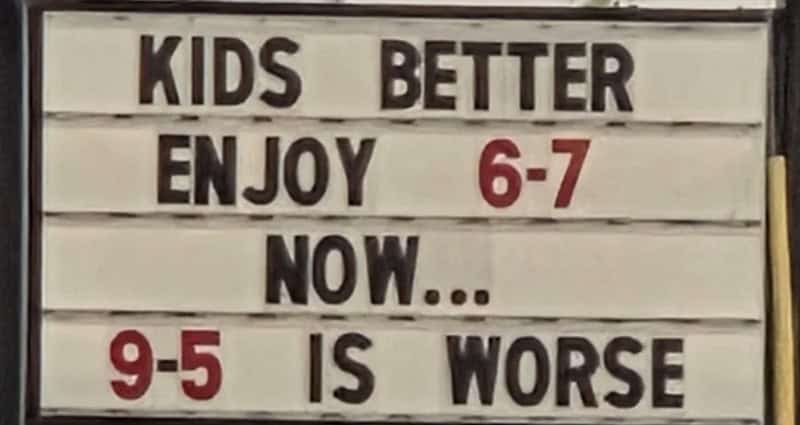 KIDS BETTER
ENJOY 6-7
NOW...
9-5 IS WORSE